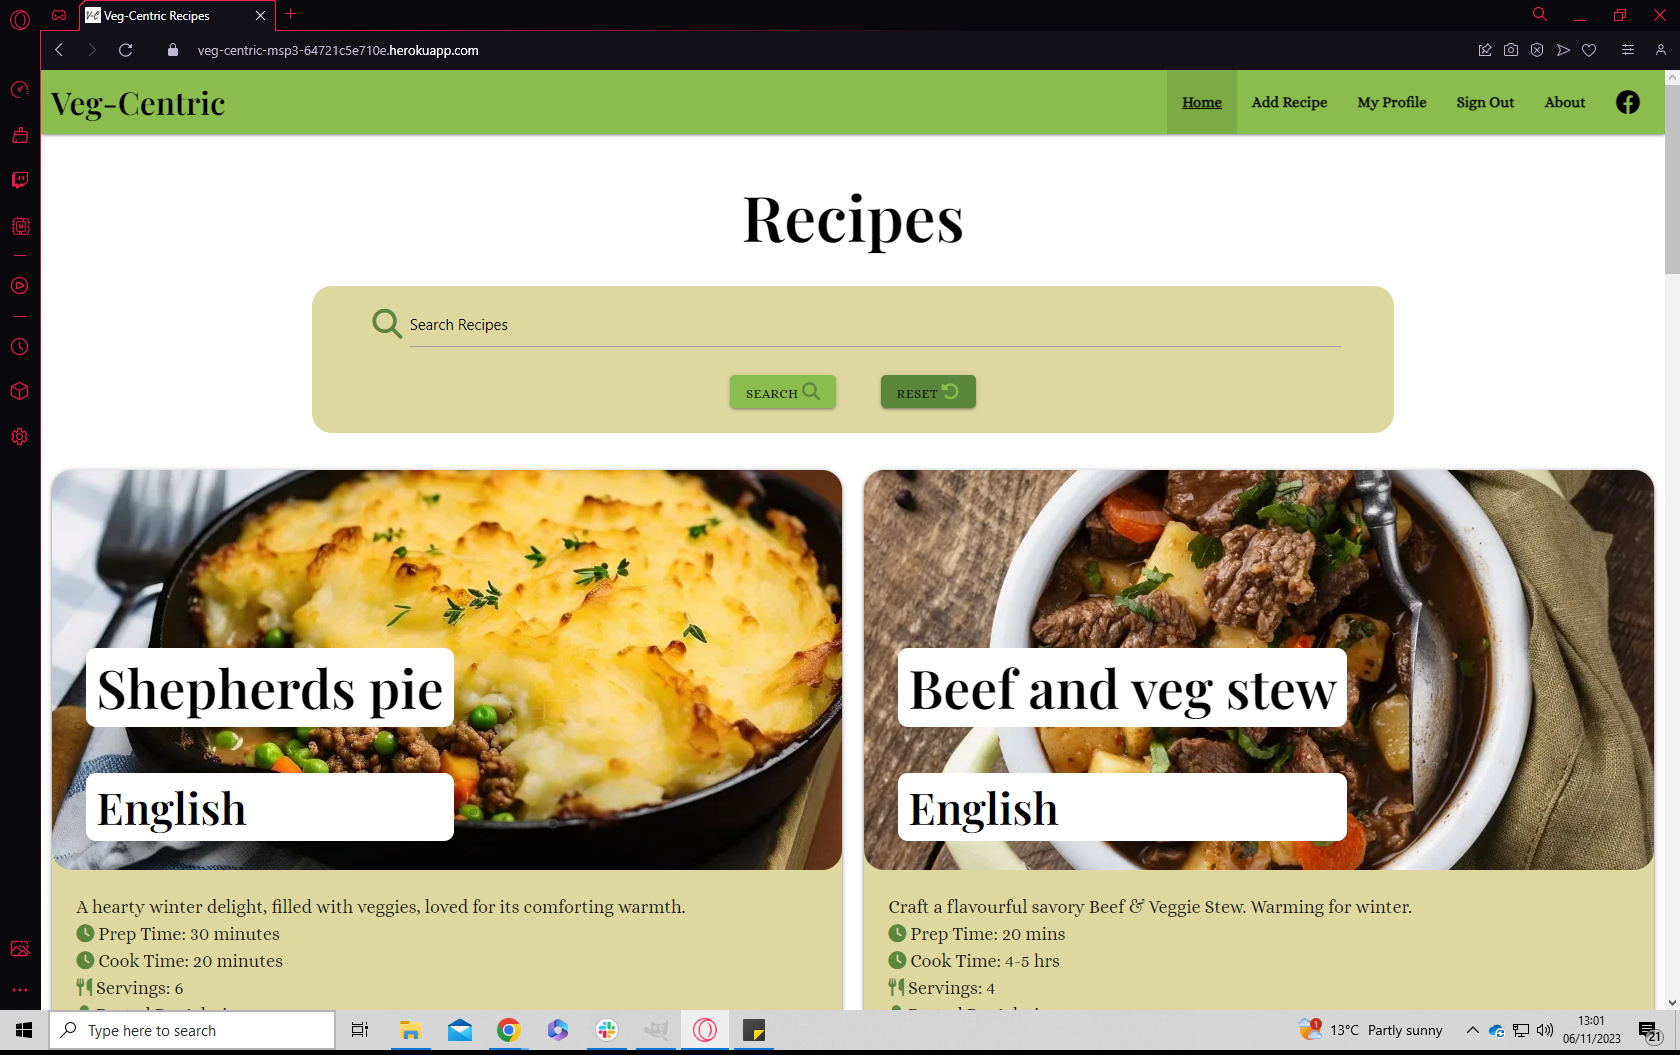 V-C Veg-Centric Recipes
veg-centric-msp3-64721c5e710e.herokuapp.com
Veg-Centric
Home
Add Recipe
My Profile
Sign Out
About
Recipes
Search Recipes
SEARCH
RESET
Shepherds pie
English
A hearty winter delight, filled with veggies, loved for its comforting warmth.
Prep Time: 30 minutes
Cook Time: 20 minutes
Servings: 6
Beef and veg stew
English
Craft a flavourful savory Beef & Veggie Stew. Warming for winter.
Prep Time: 20 mins
Cook Time: 4-5 hrs
Servings: 4
Type here to search
1
13°C Partly sunny
13:01
06/11/2023
21